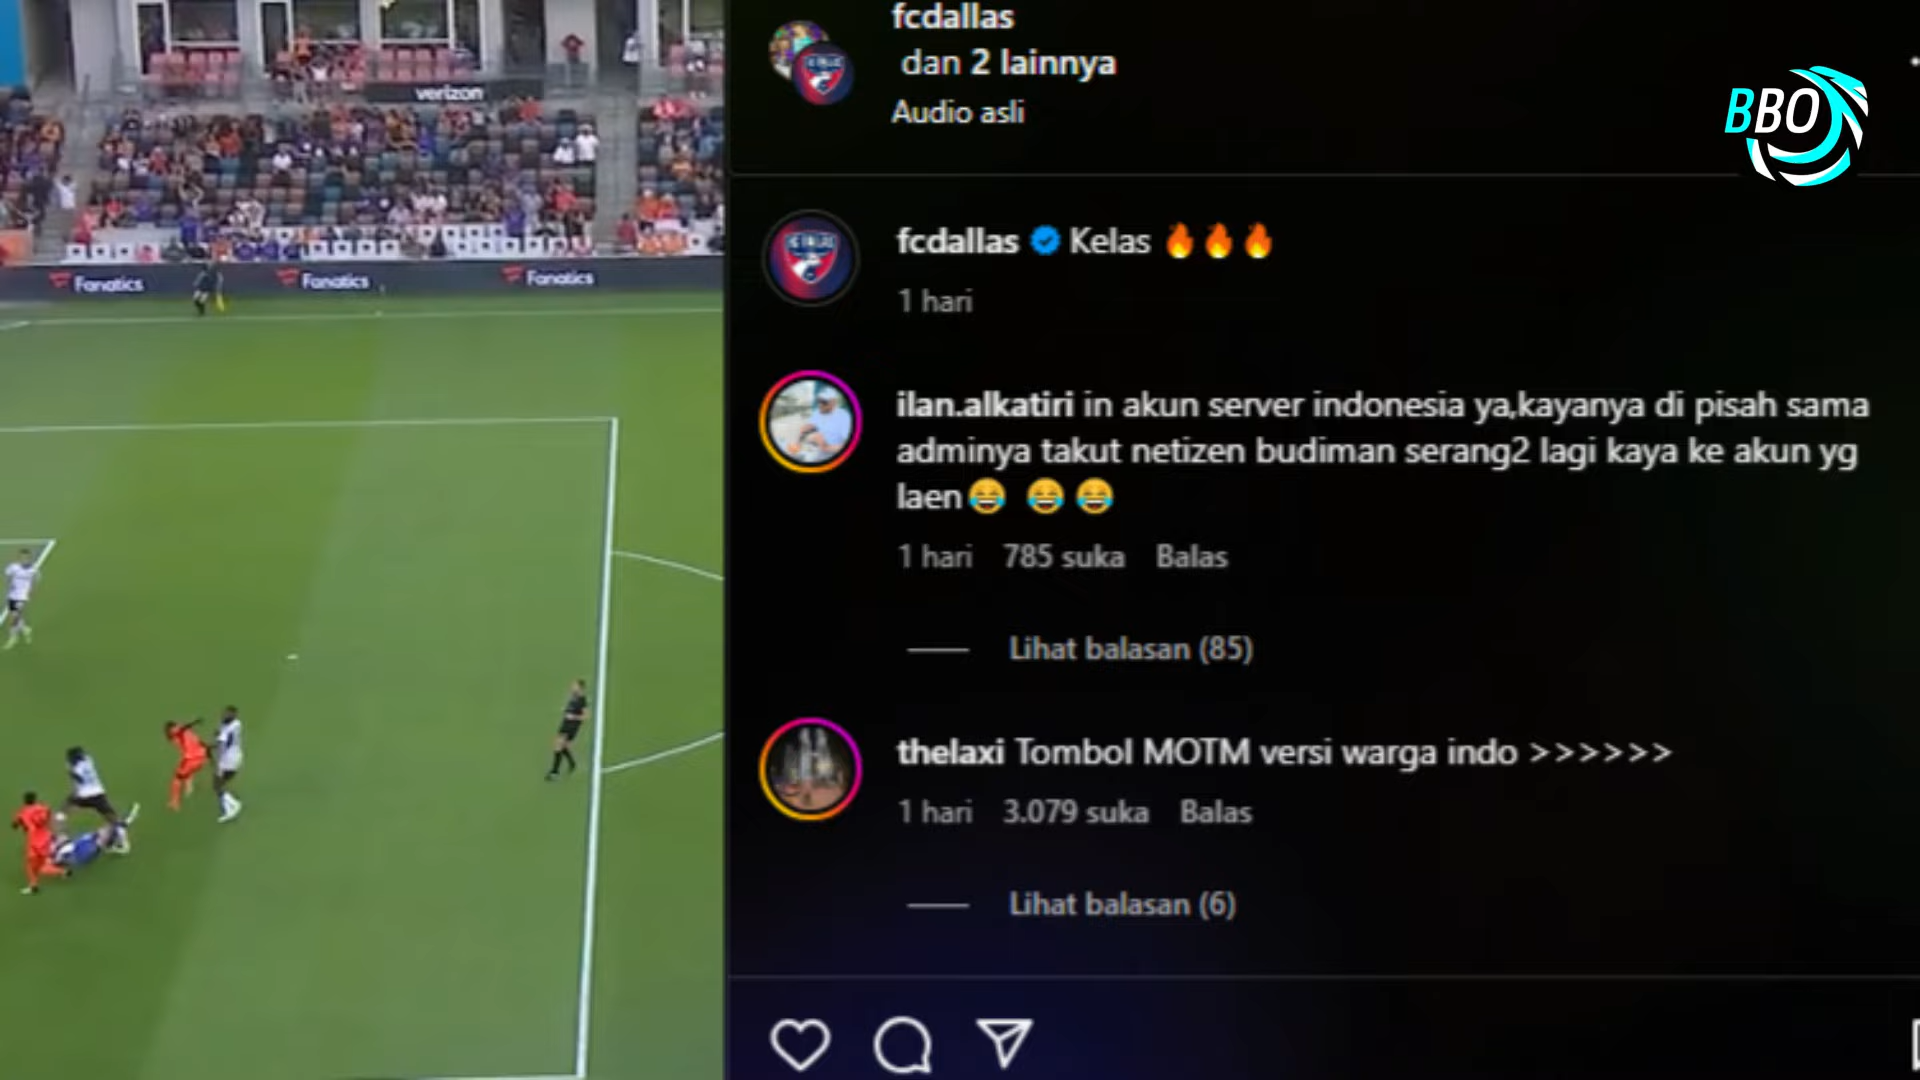 verizon
Fanatics
Fanatics
Fanatics
fcdallas
dan 2 lainnya
Audio asli
BBO
fcdallas Kelas 🔥🔥🔥
1 hari
ilan.alkatiri in akun server indonesia ya,kayanya di pisah sama
adminya takut netizen budiman serang2 lagi kaya ke akun yg
laen😂 😂 😂
1 hari 785 suka Balas
Lihat balasan (85)
thelaxi Tombol MOTM versi warga indo >>>>>>
1 hari 3.079 suka Balas
Lihat balasan (6)